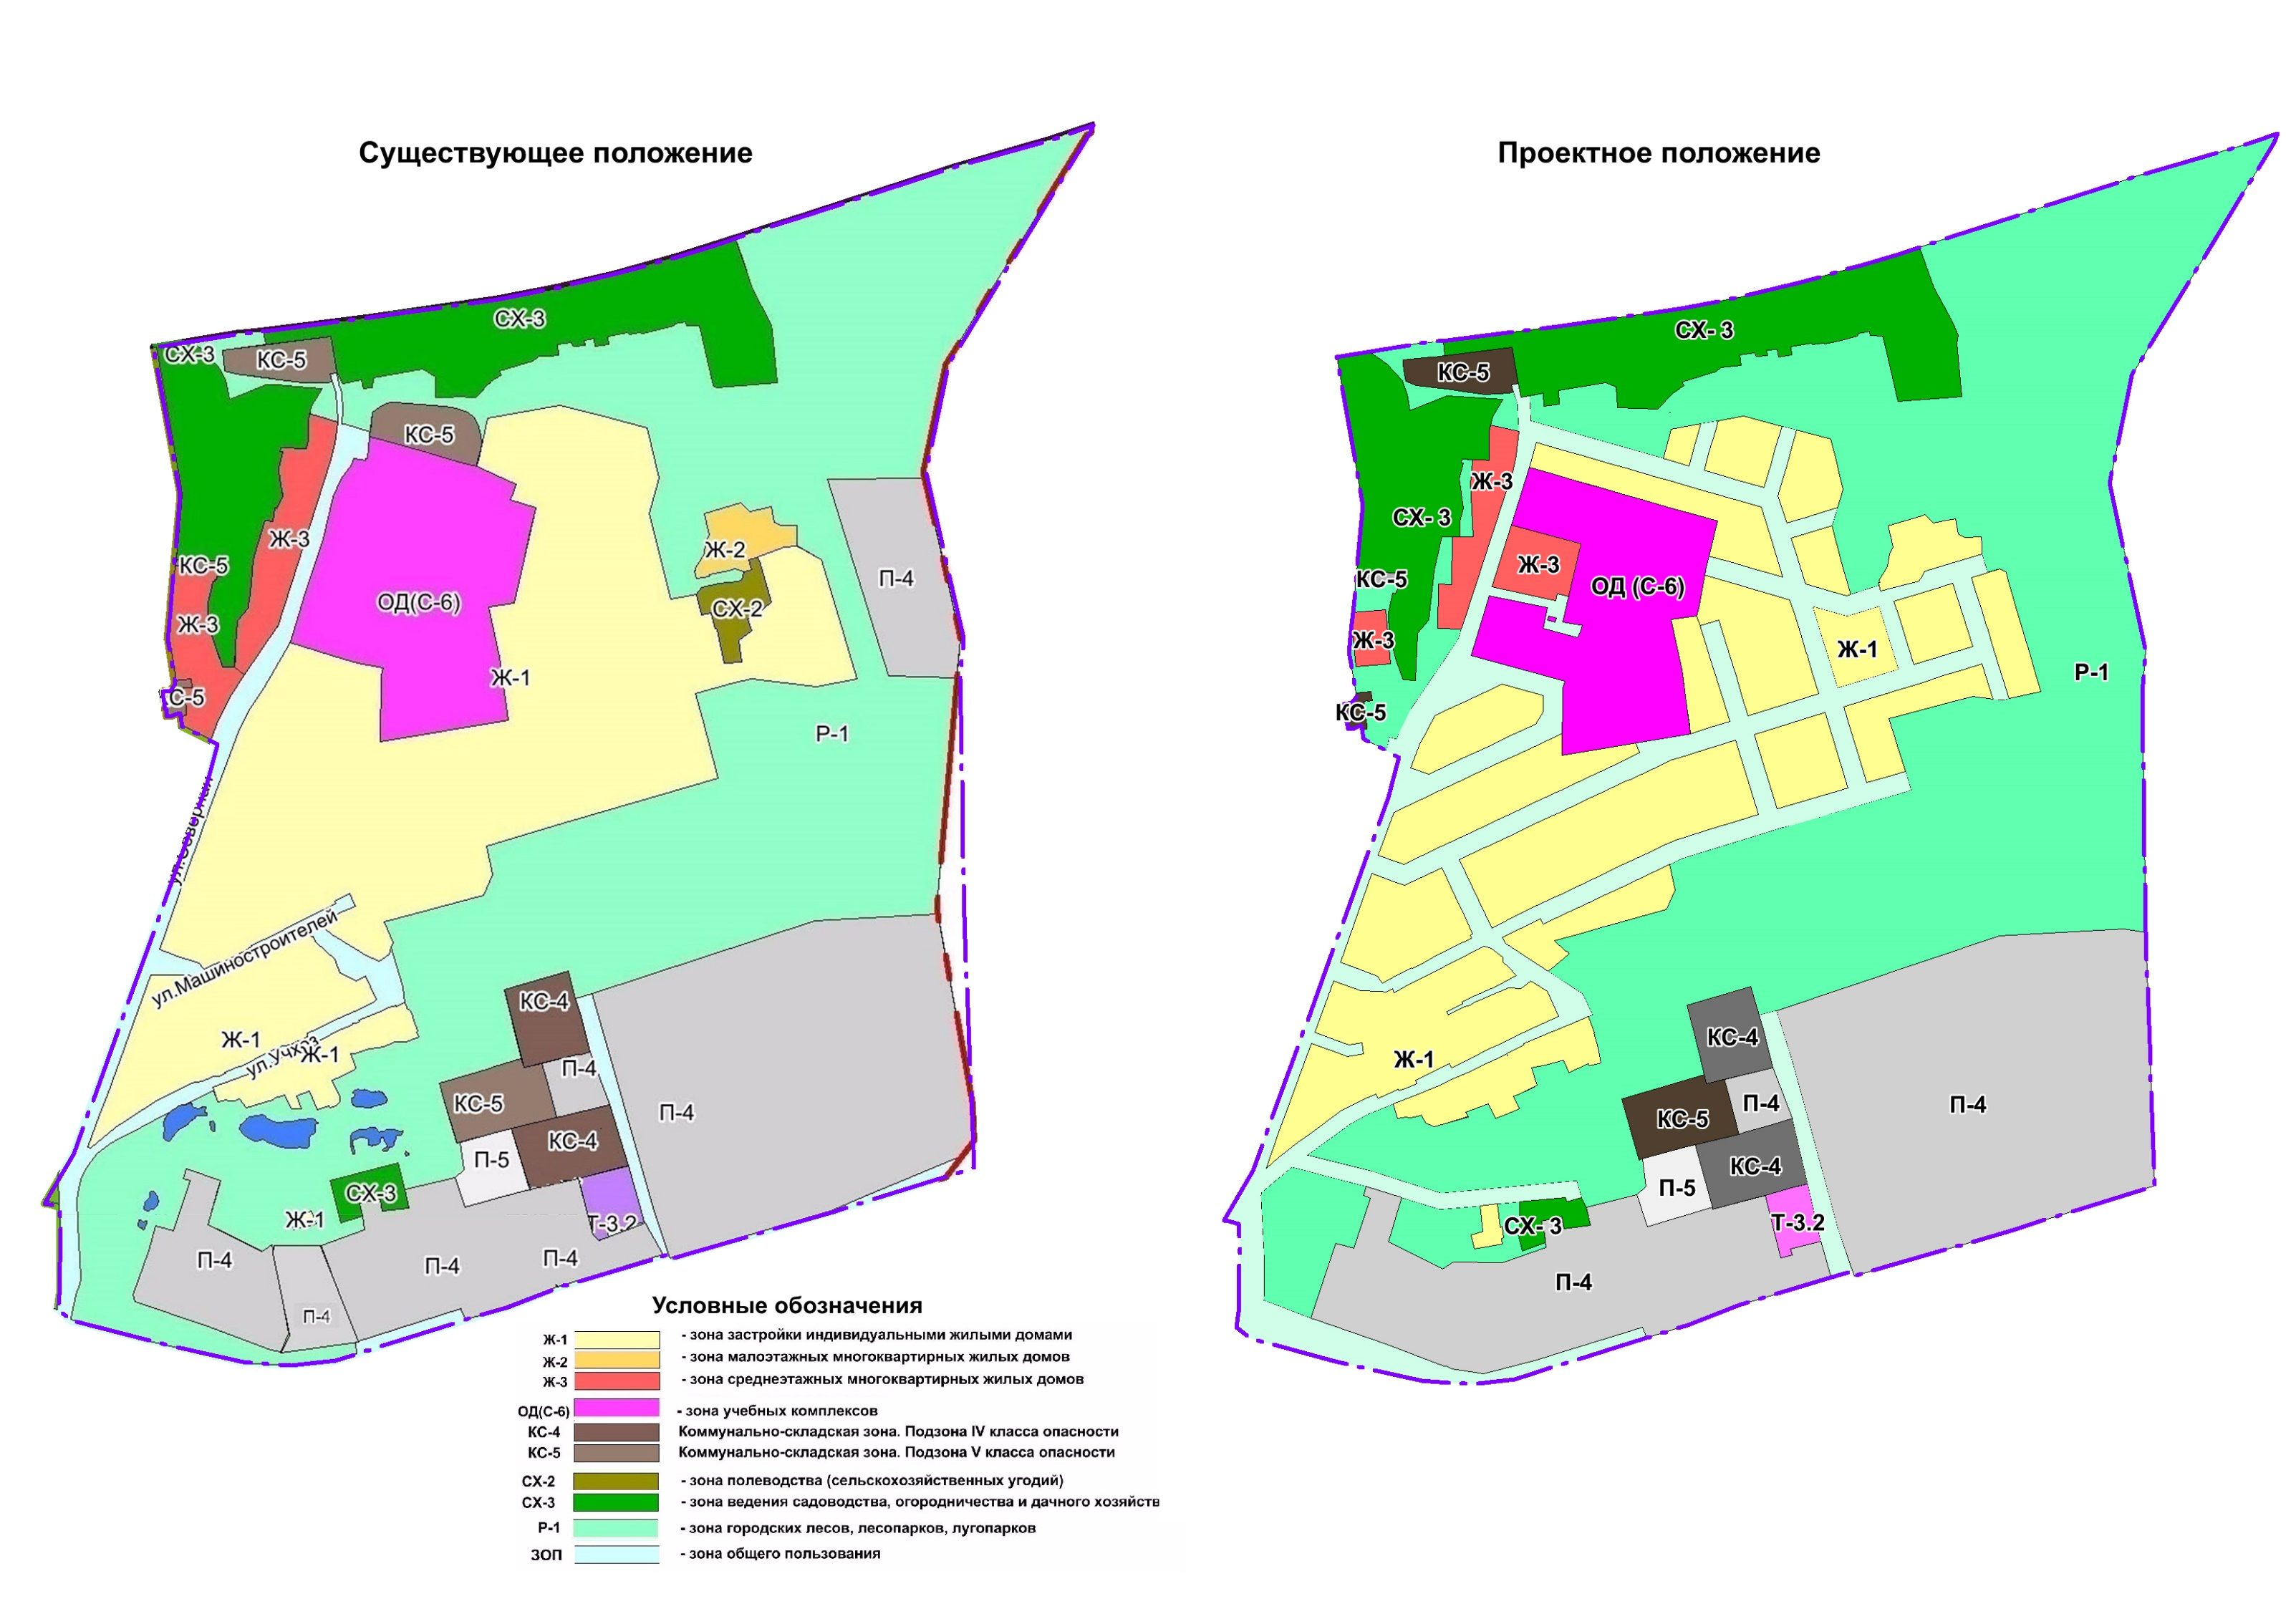 Существующее положение
СХ-3
СХ-3
КС-5
КС-5
Ж-3
КС-5
Ж-2
П-4
ОД(С-6)
СХ-2
Ж-3
Ж-1
С-5
Р-1
ул.Северный
ул.Машиностроителей
КС-4
Ж-1
ул.Учхоз
Ж-1
П-4
КС-5
П-4
КС-4
П-5
СХ-3
Ж-1
Т-3.2
П-4
П-4
П-4
П-4
Проектное положение
СХ- 3
КС-5
Ж-3
СХ- 3
Ж-3
КС-5
ОД (С-6)
Ж-3
Ж-1
Р-1
КС-5
КС-4
Ж-1
П-4
П-4
КС-5
КС-4
П-5
Т-3.2
СХ- 3
П-4
Условные обозначения
Ж-1 - зона застройки индивидуальными жилыми домами
Ж-2 - зона малоэтажных многоквартирных жилых домов
Ж-3 - зона среднеэтажных многоквартирных жилых домов
ОД(С-6) - зона учебных комплексов
КС-4 Коммунально-складская зона. Подзона IV класса опасности
КС-5 Коммунально-складская зона. Подзона V класса опасности
СХ-2 - зона полеводства (сельскохозяйственных угодий)
СХ-3 - зона ведения садоводства, огородничества и дачного хозяйств
Р-1 - зона городских лесов, лесопарков, лугопарков
ЗОП - зона общего пользования